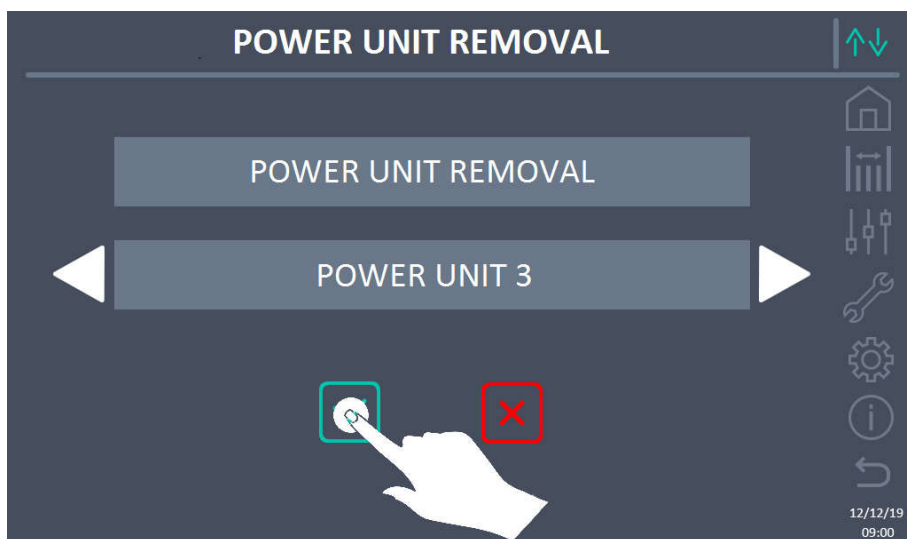 POWER UNIT REMOVAL
POWER UNIT REMOVAL
POWER UNIT 3
12/12/19
09:00